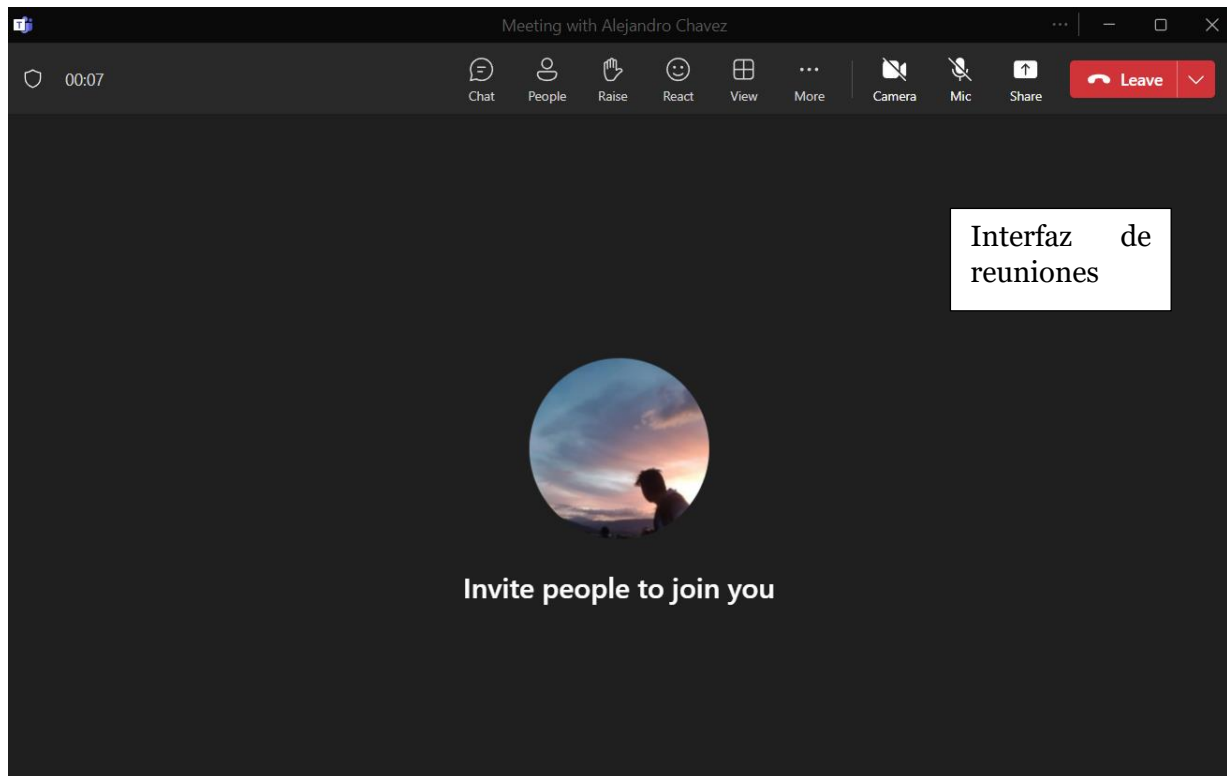 Meeting with Alejandro Chavez
00:07
Chat People Raise React View More Camera Mic Share Leave
Interfaz de
reuniones
Invite people to join you